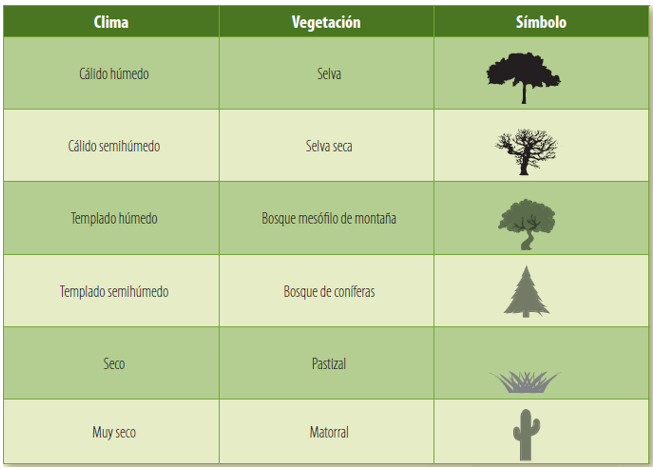 Clima Vegetación Símbolo
Cálido húmedo Selva
Cálido semihúmedo Selva seca
Templado húmedo Bosque mesófilo de montaña
Templado semihúmedo Bosque de coníferas
Seco Pastizal
Muy seco Matorral